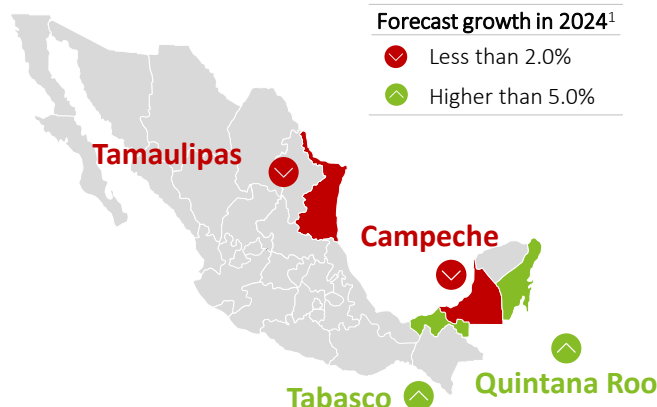 Forecast growth in 2024¹
Less than 2.0%
Higher than 5.0%
Tamaulipas
Campeche
Quintana Roo
Tabasco